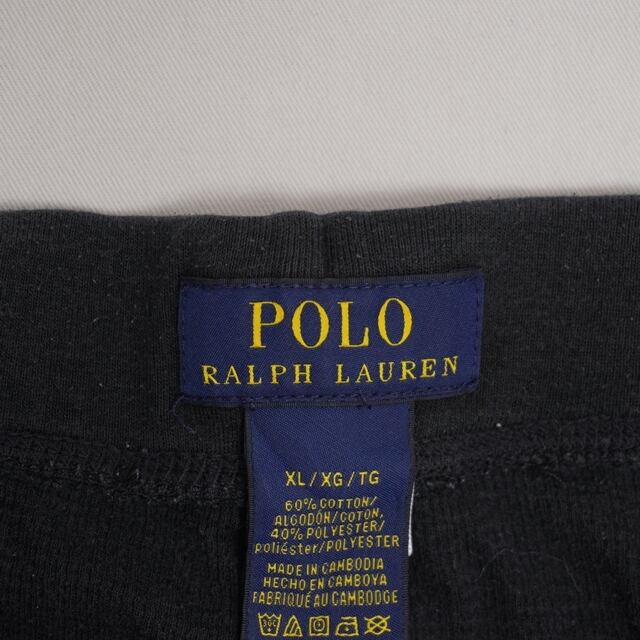 POLO
RALPH LAUREN
XL/XG/TG
60% COTTON/
ALGODÓN/COTON,
40% POLYESTER/
poliéster/POLYESTER
MADE IN CAMBODIA
HECHO EN CAMBOYA
FABRIQUÉ AU CAMBODGE